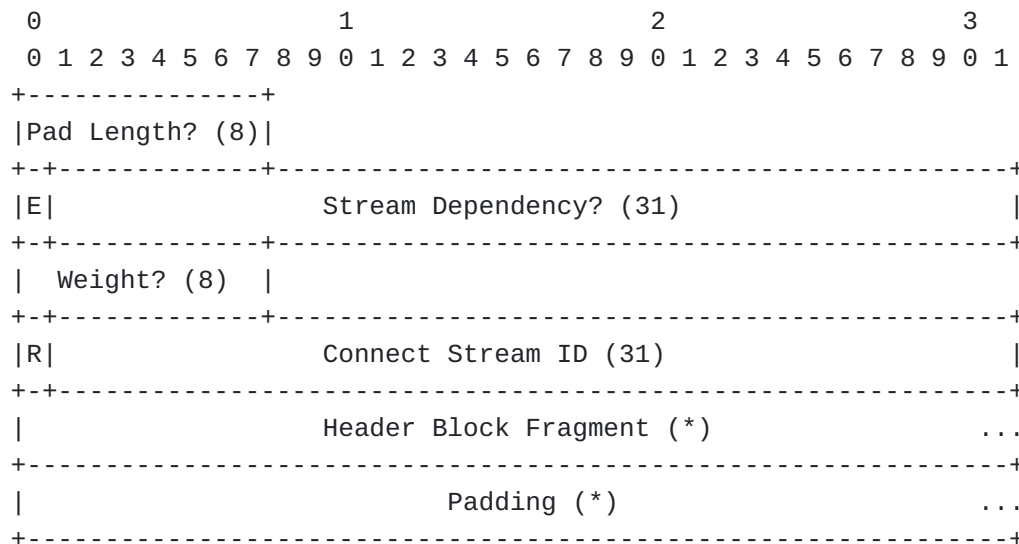 0                   1                   2                   3
 0 1 2 3 4 5 6 7 8 9 0 1 2 3 4 5 6 7 8 9 0 1 2 3 4 5 6 7 8 9 0 1
+---------------+
|Pad Length? (8)|
+-+-------------+-----------------------------------------------+
|E|                 Stream Dependency? (31)                     |
+-+-------------+-----------------------------------------------+
|  Weight? (8)  |
+-+-------------+-----------------------------------------------+
|R|                 Connect Stream ID (31)                      |
+-+-------------------------------------------------------------+
|                   Header Block Fragment (*)                 ...
+---------------------------------------------------------------+
|                           Padding (*)                       ...
+---------------------------------------------------------------+